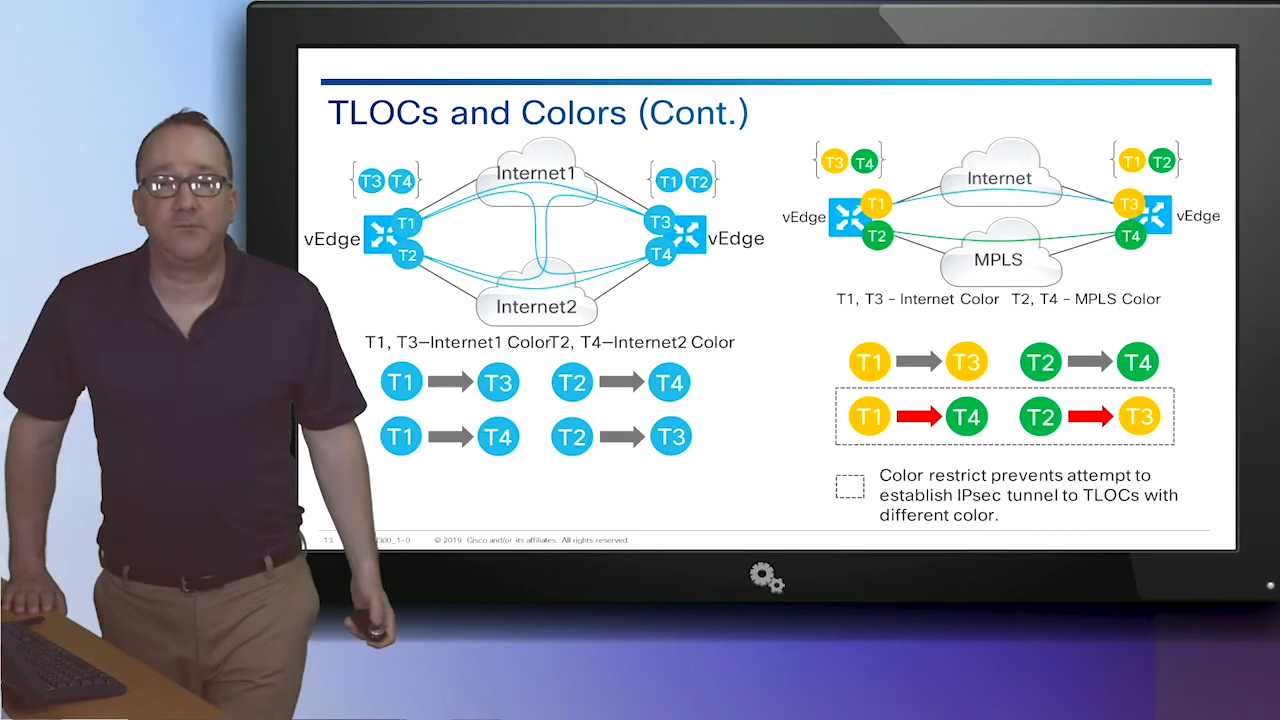 TLOCs and Colors (Cont.)
T3 T4
Internet1
T1 T2
vEdge
T1
T2
T3
T4
vEdge
Internet2
T1, T3–Internet1 ColorT2, T4–Internet2 Color
T1 T3 T2 T4
T1 T4 T2 T3
T3 T4
Internet
T1 T2
vEdge
T1
T2
T3
T4
vEdge
MPLS
T1, T3 – Internet Color T2, T4 – MPLS Color
T1 T3 T2 T4
T1 T4 T2 T3
Color restrict prevents attempt to
establish IPsec tunnel to TLOCs with
different color.
13 300_1-0 © 2019 Cisco and/or its affiliates. All rights reserved.